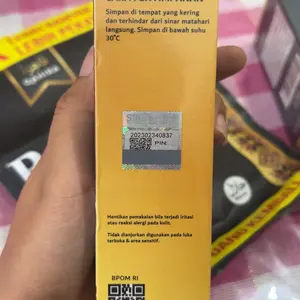 Simpan di tempat yang kering
dan terhindar dari sinar matahari
langsung. Simpan di bawah suhu
30°C
202302340837
PIN.
Hentikan pemakaian bila terjadi iritasi
atau reaksi alergi pada kulit.
Tidak dianjurkan digunakan pada luka
terbuka & area sensitif.
BPOM RI